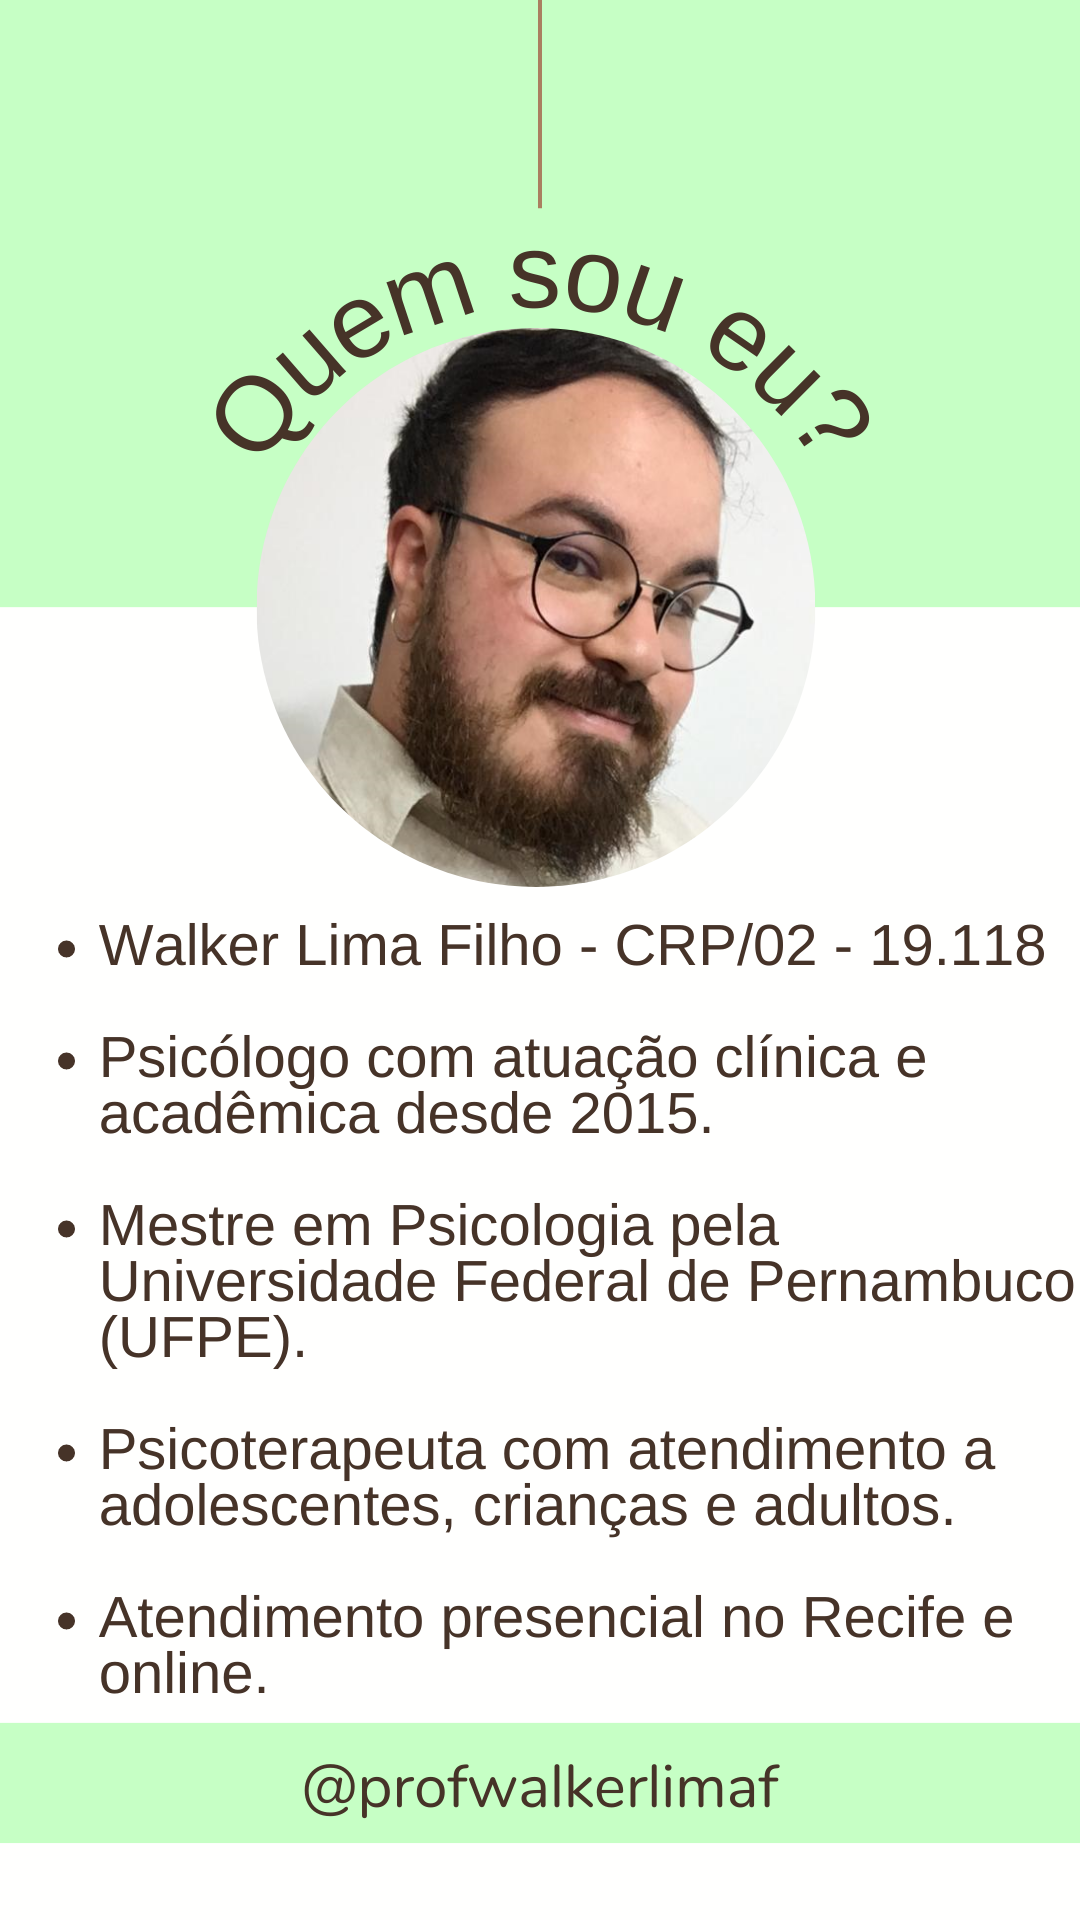 Quem sou eu?
• Walker Lima Filho - CRP/02 - 19.118
• Psicólogo com atuação clínica e
acadêmica desde 2015.
• Mestre em Psicologia pela
Universidade Federal de Pernambuco
(UFPE).
• Psicoterapeuta com atendimento a
adolescentes, crianças e adultos.
• Atendimento presencial no Recife e
online.
@profwalkerlimaf